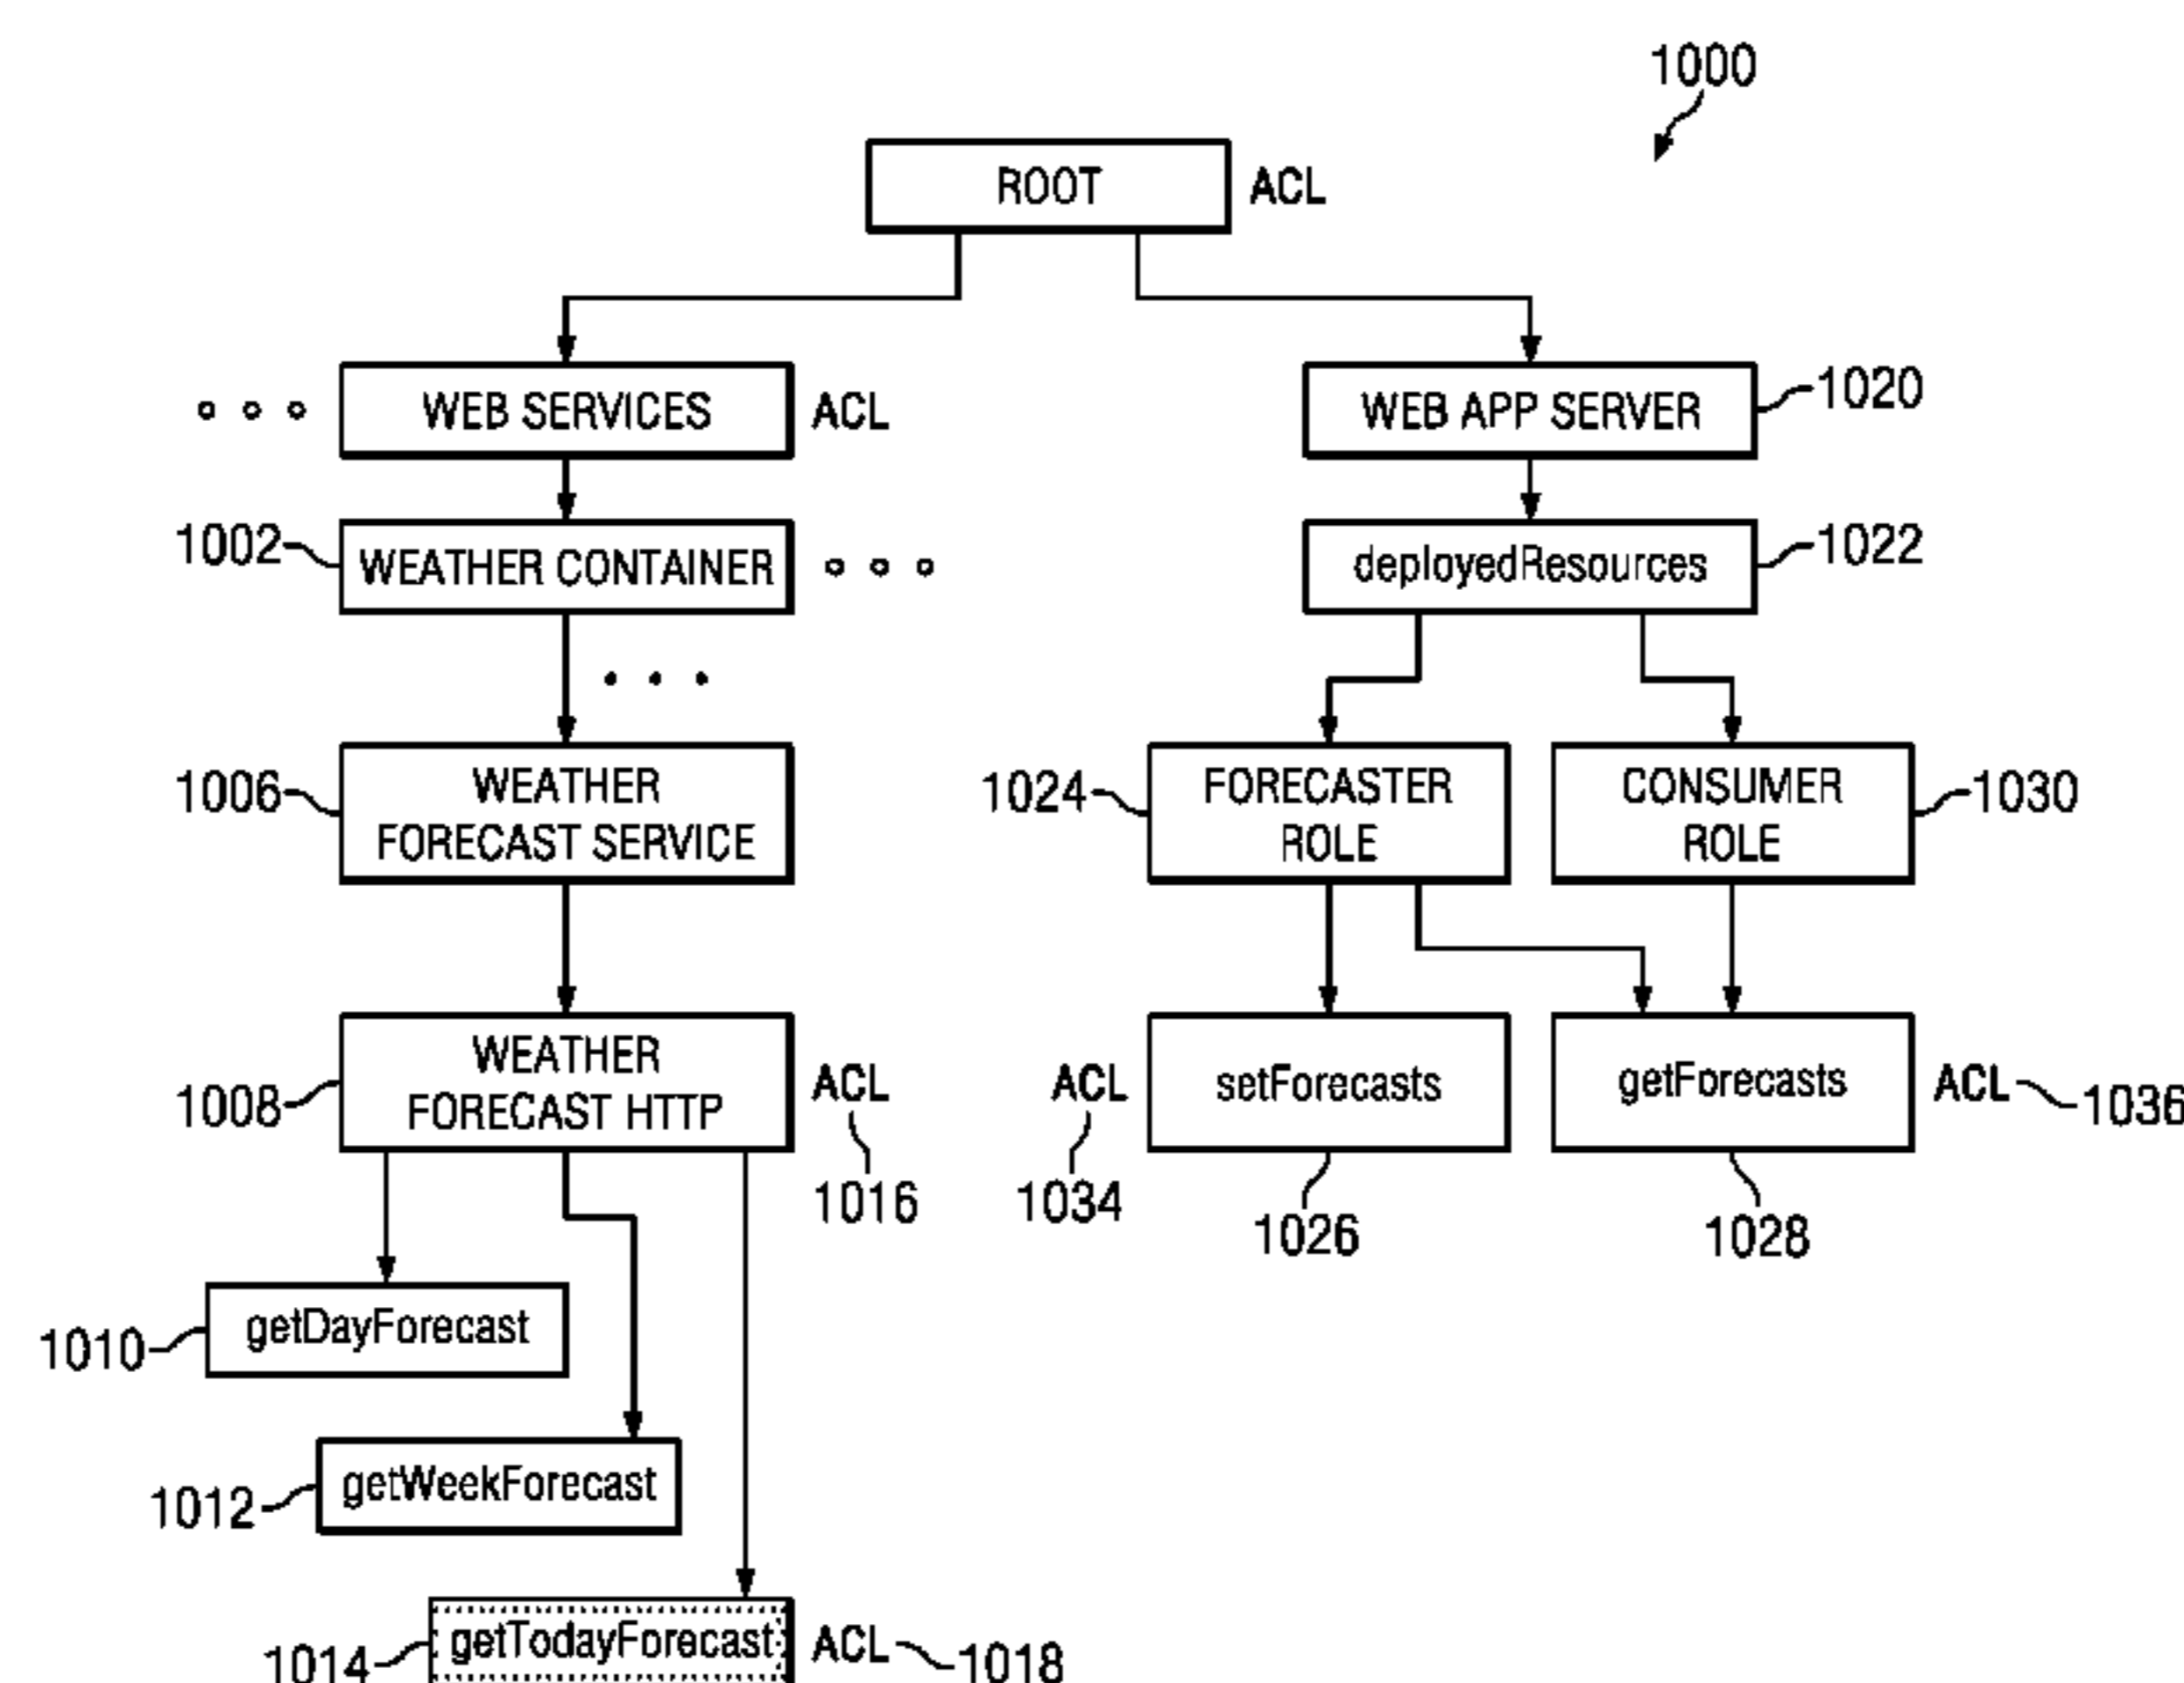 1000
ROOT ACL
WEB SERVICES ACL
WEB APP SERVER 1020
1002 WEATHER CONTAINER
deployedResources 1022
1006 WEATHER
FORECAST SERVICE
1024 FORECASTER
ROLE
CONSUMER
ROLE 1030
1008 WEATHER
FORECAST HTTP
ACL
1016
ACL
1034
setForecasts
1026
getForecasts
1028
ACL 1036
1010 getDayForecast
1012 getWeekForecast
1014 getTodayForecast ACL 1018